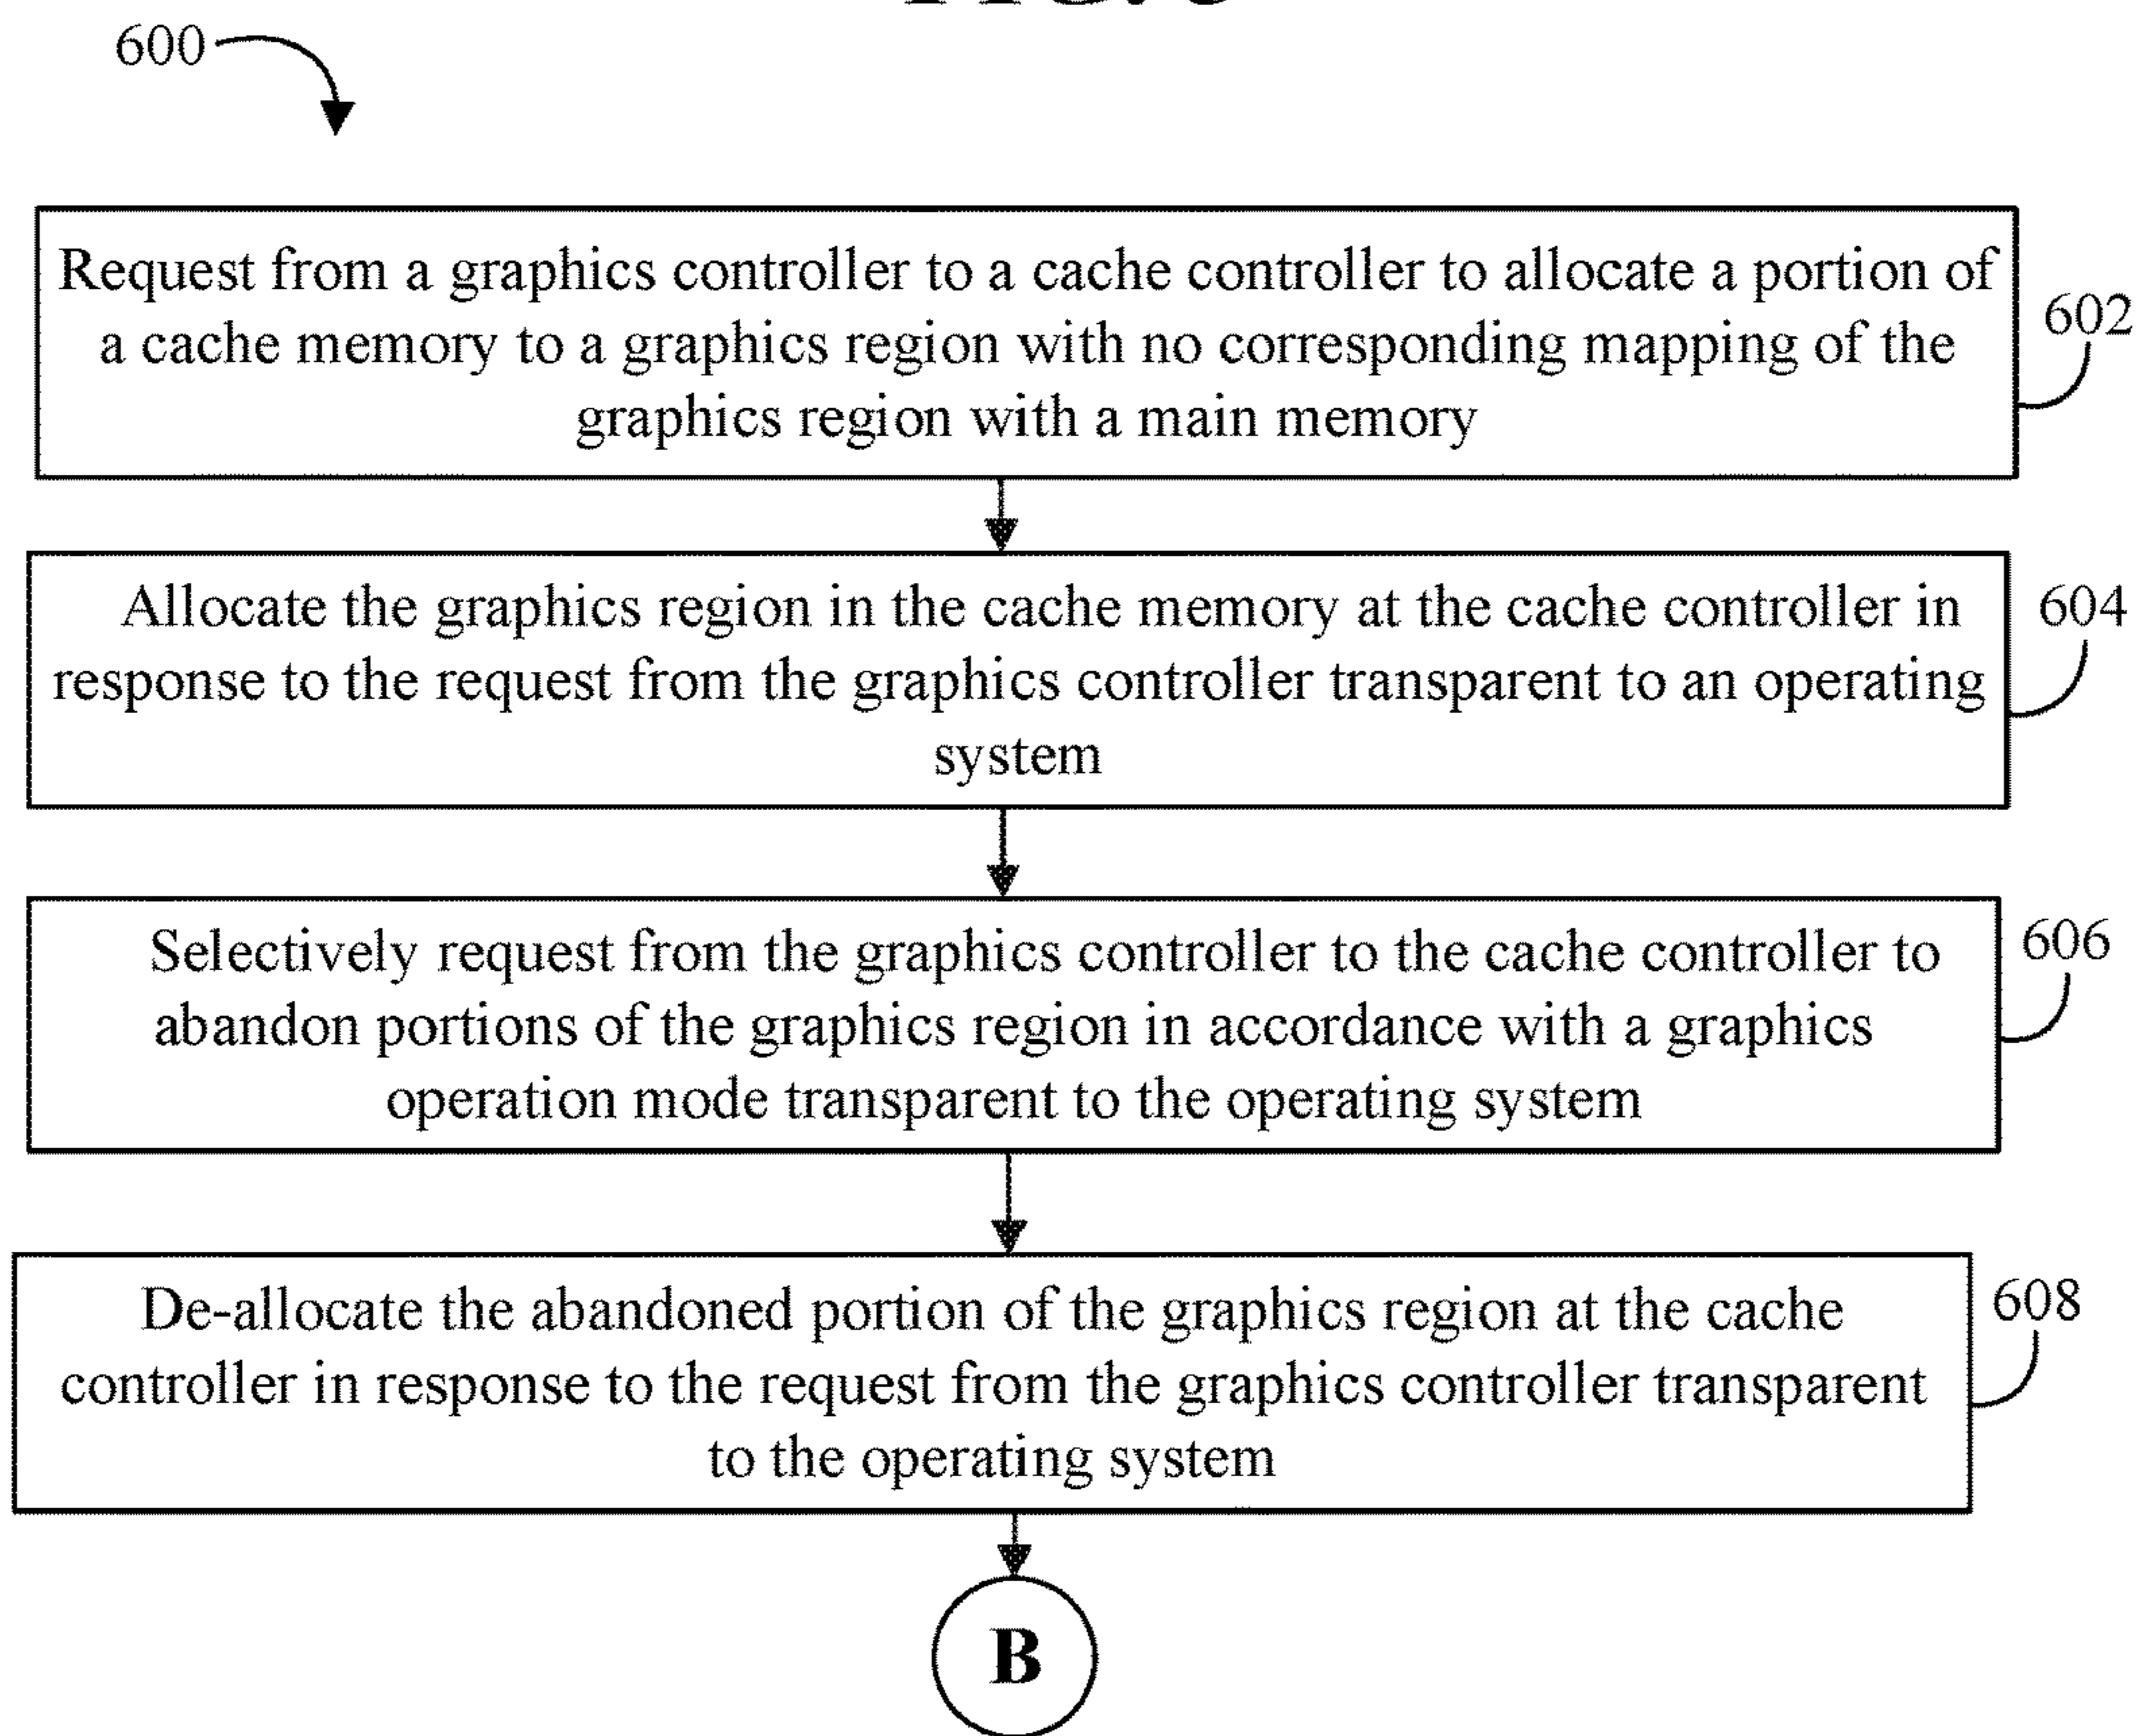 600
Request from a graphics controller to a cache controller to allocate a portion of
a cache memory to a graphics region with no corresponding mapping of the
graphics region with a main memory
602
Allocate the graphics region in the cache memory at the cache controller in
response to the request from the graphics controller transparent to an operating
system
604
Selectively request from the graphics controller to the cache controller to
abandon portions of the graphics region in accordance with a graphics
operation mode transparent to the operating system
606
De-allocate the abandoned portion of the graphics region at the cache
controller in response to the request from the graphics controller transparent
to the operating system
608
B